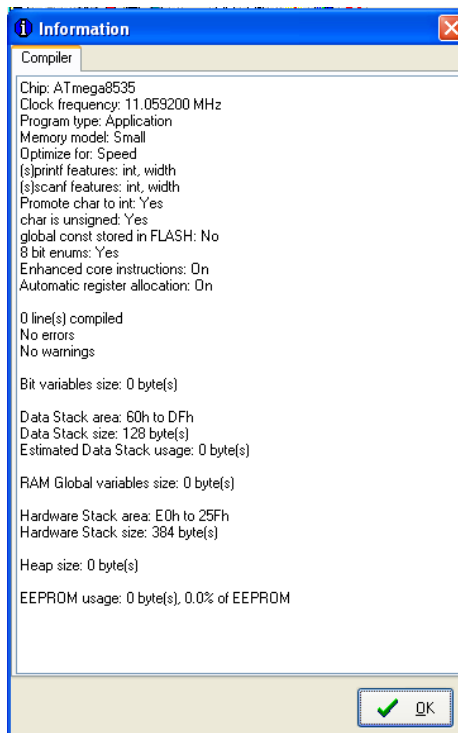 Information
Compiler
Chip: ATmega8535
Clock frequency: 11.059200 MHz
Program type: Application
Memory model: Small
Optimize for: Speed
(s)printf features: int, width
(s)scanf features: int, width
Promote char to int: Yes
char is unsigned: Yes
global const stored in FLASH: No
8 bit enums: Yes
Enhanced core instructions: On
Automatic register allocation: On
0 line(s) compiled
No errors
No warnings
Bit variables size: 0 byte(s)
Data Stack area: 60h to DFh
Data Stack size: 128 byte(s)
Estimated Data Stack usage: 0 byte(s)
RAM Global variables size: 0 byte(s)
Hardware Stack area: E0h to 25Fh
Hardware Stack size: 384 byte(s)
Heap size: 0 byte(s)
EEPROM usage: 0 byte(s), 0.0% of EEPROM
OK